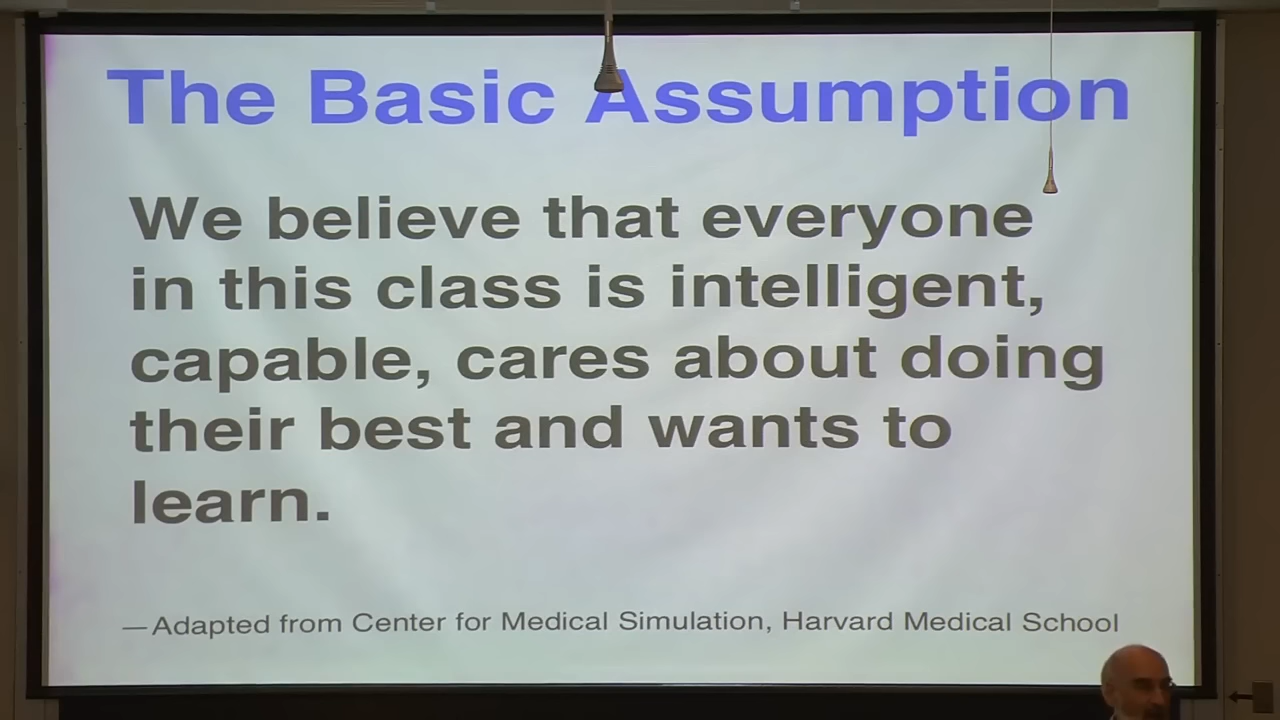 The Basic Assumption
We believe that everyone
in this class is intelligent,
capable, cares about doing
their best and wants to
learn.
—Adapted from Center for Medical Simulation, Harvard Medical School